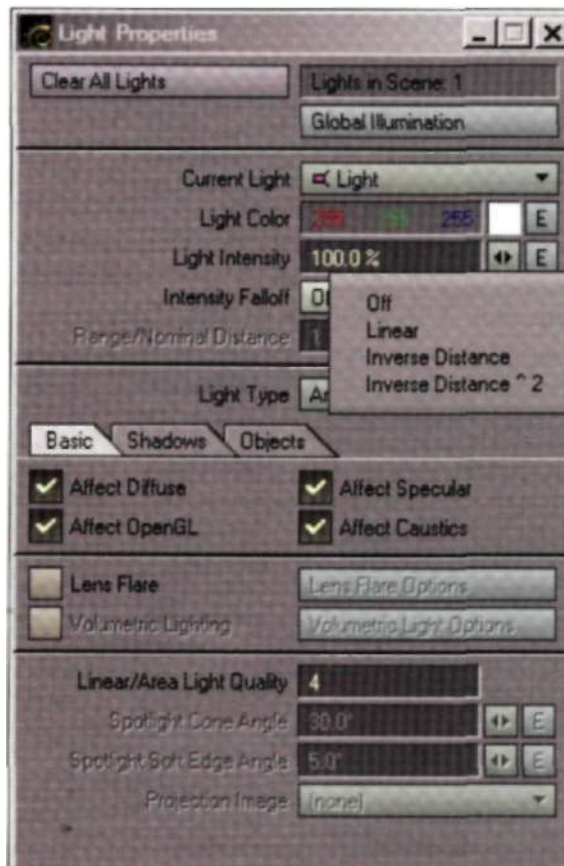 Light Properties
Clear All Lights
Lights in Scene: 1
Global Illumination
Current Light
Light
Light Color
255 255 255
E
Light Intensity
100.0 %
E
Intensity Falloff
Off
Linear
Inverse Distance
Inverse Distance ^ 2
Range/Nominal Distance
1
Light Type
Ar
Basic
Shadows
Objects
Affect Diffuse
Affect Specular
Affect OpenGL
Affect Caustics
Lens Flare
Lens Flare Options
Volumetric Lighting
Volumetric Light Options
Linear/Area Light Quality
4
Spotlight Cone Angle
30.0°
E
Spotlight Soft Edge Angle
5.0°
E
Projection Image
(none)